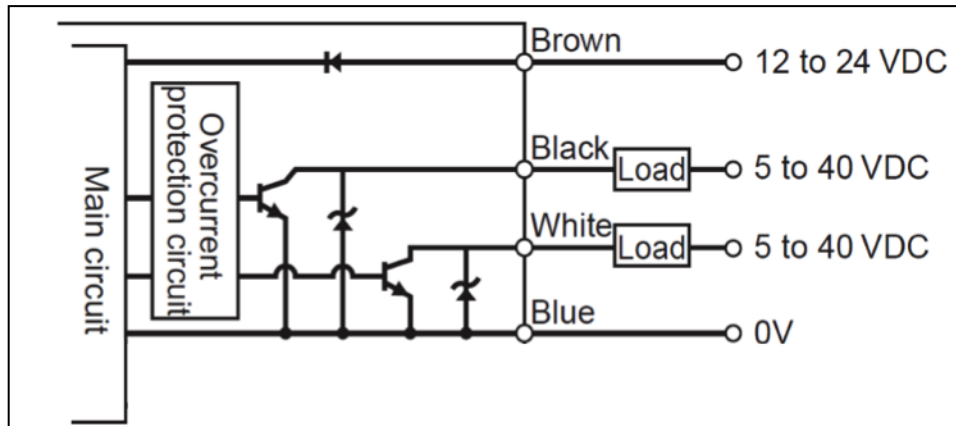 Brown
12 to 24 VDC
Main circuit
Overcurrent
protection circuit
Black
Load
5 to 40 VDC
White
Load
5 to 40 VDC
Blue
0V